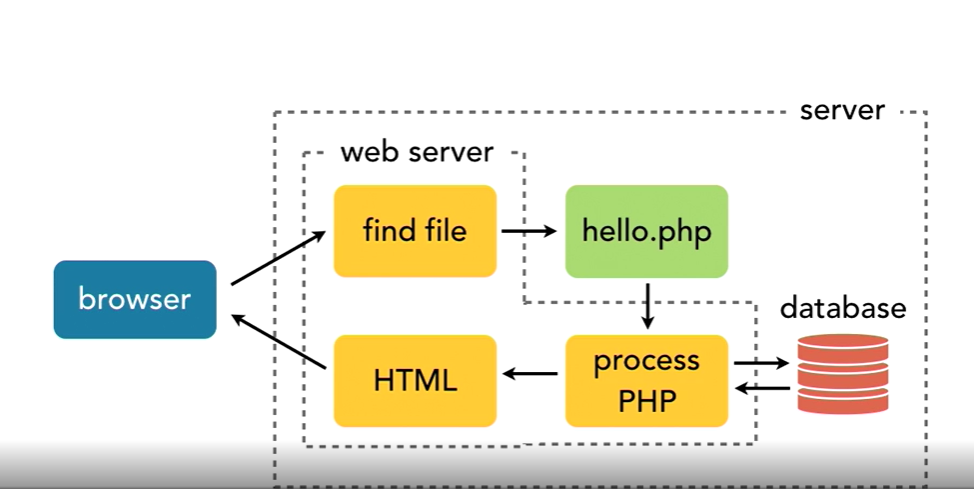 server
web server
find file
hello.php
browser
database
HTML
process
PHP